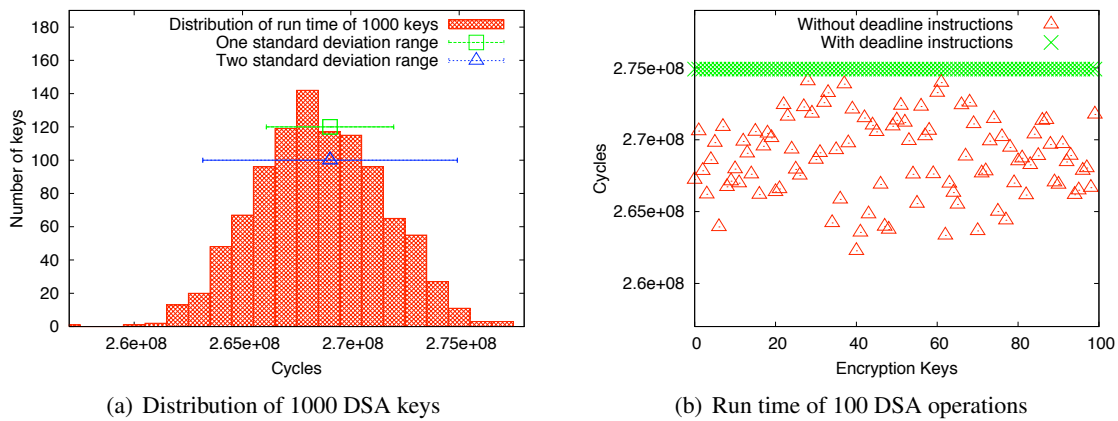 Distribution of run time of 1000 keys
One standard deviation range
Two standard deviation range
Number of keys
180
160
140
120
100
80
60
40
20
0
2.6e+08
2.65e+08
2.7e+08
2.75e+08
Cycles
(a) Distribution of 1000 DSA keys
Without deadline instructions
With deadline instructions
Cycles
2.75e+08
2.7e+08
2.65e+08
2.6e+08
0
20
40
60
80
100
Encryption Keys
(b) Run time of 100 DSA operations